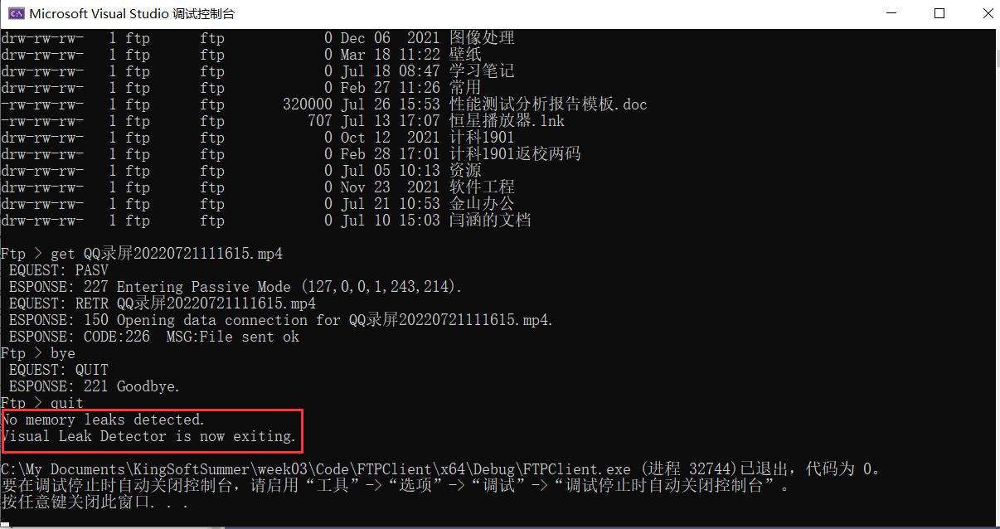 Microsoft Visual Studio 调试控制台
drw-rw-rw-   1 ftp      ftp            0 Dec 06  2021 图像处理
drw-rw-rw-   1 ftp      ftp            0 Mar 18 11:22 壁纸
drw-rw-rw-   1 ftp      ftp            0 Jul 18 08:47 学习笔记
drw-rw-rw-   1 ftp      ftp            0 Feb 27 11:26 常用
-rw-rw-rw-   1 ftp      ftp       320000 Jul 26 15:53 性能测试分析报告模板.doc
-rw-rw-rw-   1 ftp      ftp          707 Jul 13 17:07 恒星播放器.lnk
drw-rw-rw-   1 ftp      ftp            0 Oct 12  2021 计科1901
drw-rw-rw-   1 ftp      ftp            0 Feb 28 17:01 计科1901返校两码
drw-rw-rw-   1 ftp      ftp            0 Jul 05 10:13 资源
drw-rw-rw-   1 ftp      ftp            0 Nov 23  2021 软件工程
drw-rw-rw-   1 ftp      ftp            0 Jul 21 10:53 金山办公
drw-rw-rw-   1 ftp      ftp            0 Jul 10 15:03 闫涵的文档
Ftp > get QQ录屏20220721111615.mp4
EQUEST: PASV
ESPONSE: 227 Entering Passive Mode (127,0,0,1,243,214).
EQUEST: RETR QQ录屏20220721111615.mp4
ESPONSE: 150 Opening data connection for QQ录屏20220721111615.mp4.
ESPONSE: CODE:226  MSG:File sent ok
Ftp > bye
EQUEST: QUIT
ESPONSE: 221 Goodbye.
Ftp > quit
No memory leaks detected.
Visual Leak Detector is now exiting.
C:\My Documents\KingSoftSummer\week03\Code\FTPClient\x64\Debug\FTPClient.exe (进程 32744)已退出，代码为 0。
要在调试停止时自动关闭控制台，请启用“工具”->“选项”->“调试”->“调试停止时自动关闭控制台”。
按任意键关闭此窗口. . .